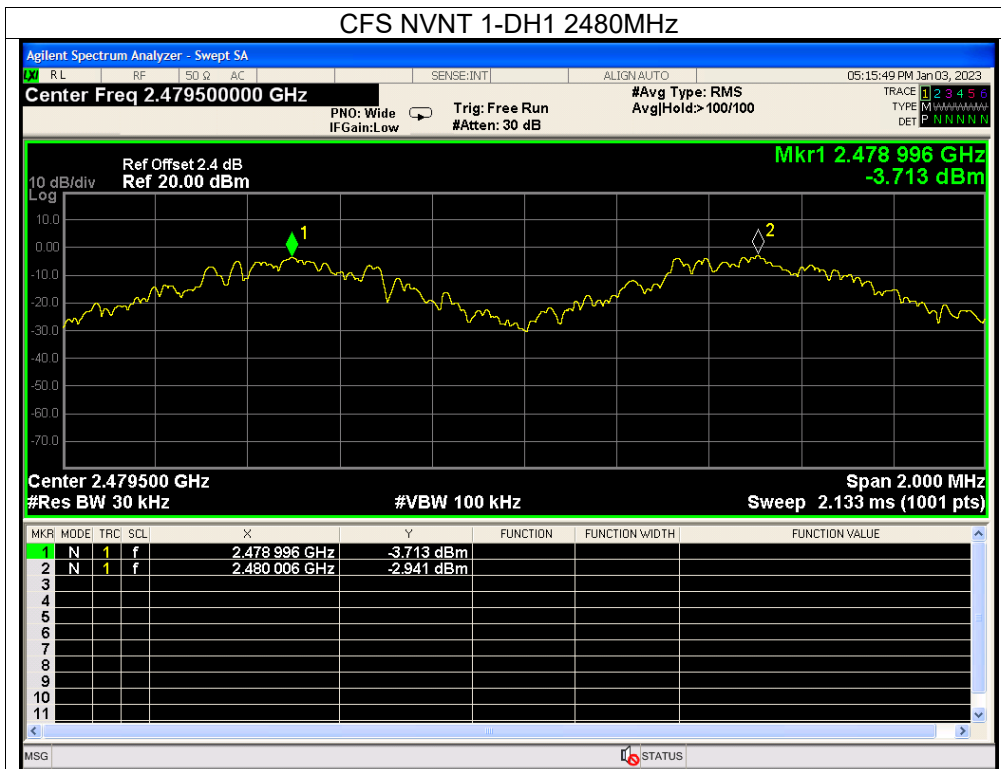 CFS NVNT 1-DH1 2480MHz
Agilent Spectrum Analyzer - Swept SA
LXI RL RF 50 Ω AC SENSE:INT ALIGN AUTO 05:15:49 PM Jan 03, 2023
Center Freq 2.479500000 GHz #Avg Type: RMS TRACE 1 2 3 4 5 6
PNO: Wide Trig: Free Run Avg|Hold:>100/100 TYPE M
IFGain:Low #Atten: 30 dB DET P N N N N N
Mkr1 2.478 996 GHz
Ref Offset 2.4 dB
10 dB/div Ref 20.00 dBm -3.713 dBm
Log
10.0
1
2
0.00
-10.0
-20.0
-30.0
-40.0
-50.0
-60.0
-70.0
Center 2.479500 GHz Span 2.000 MHz
#Res BW 30 kHz #VBW 100 kHz Sweep 2.133 ms (1001 pts)
MKR MODE TRC SCL X Y FUNCTION FUNCTION WIDTH FUNCTION VALUE
1 N 1 f 2.478 996 GHz -3.713 dBm
2 N 1 f 2.480 006 GHz -2.941 dBm
3
4
5
6
7
8
9
10
11
MSG STATUS